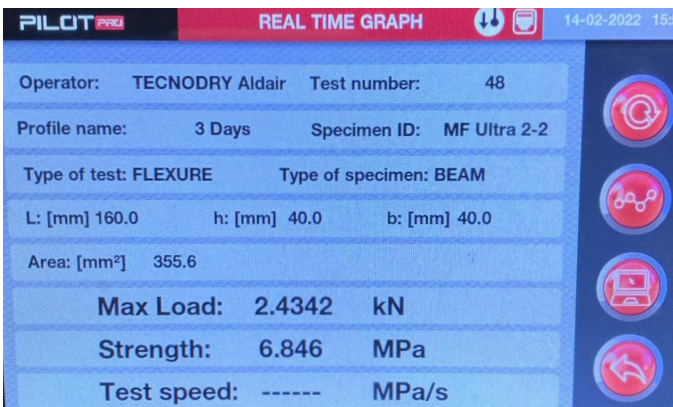 PILOT PRO REAL TIME GRAPH 14-02-2022 15:
Operator: TECNODRY Aldair Test number: 48
Profile name: 3 Days Specimen ID: MF Ultra 2-2
Type of test: FLEXURE Type of specimen: BEAM
L: [mm] 160.0 h: [mm] 40.0 b: [mm] 40.0
Area: [mm²] 355.6
Max Load: 2.4342 kN
Strength: 6.846 MPa
Test speed: ------ MPa/s